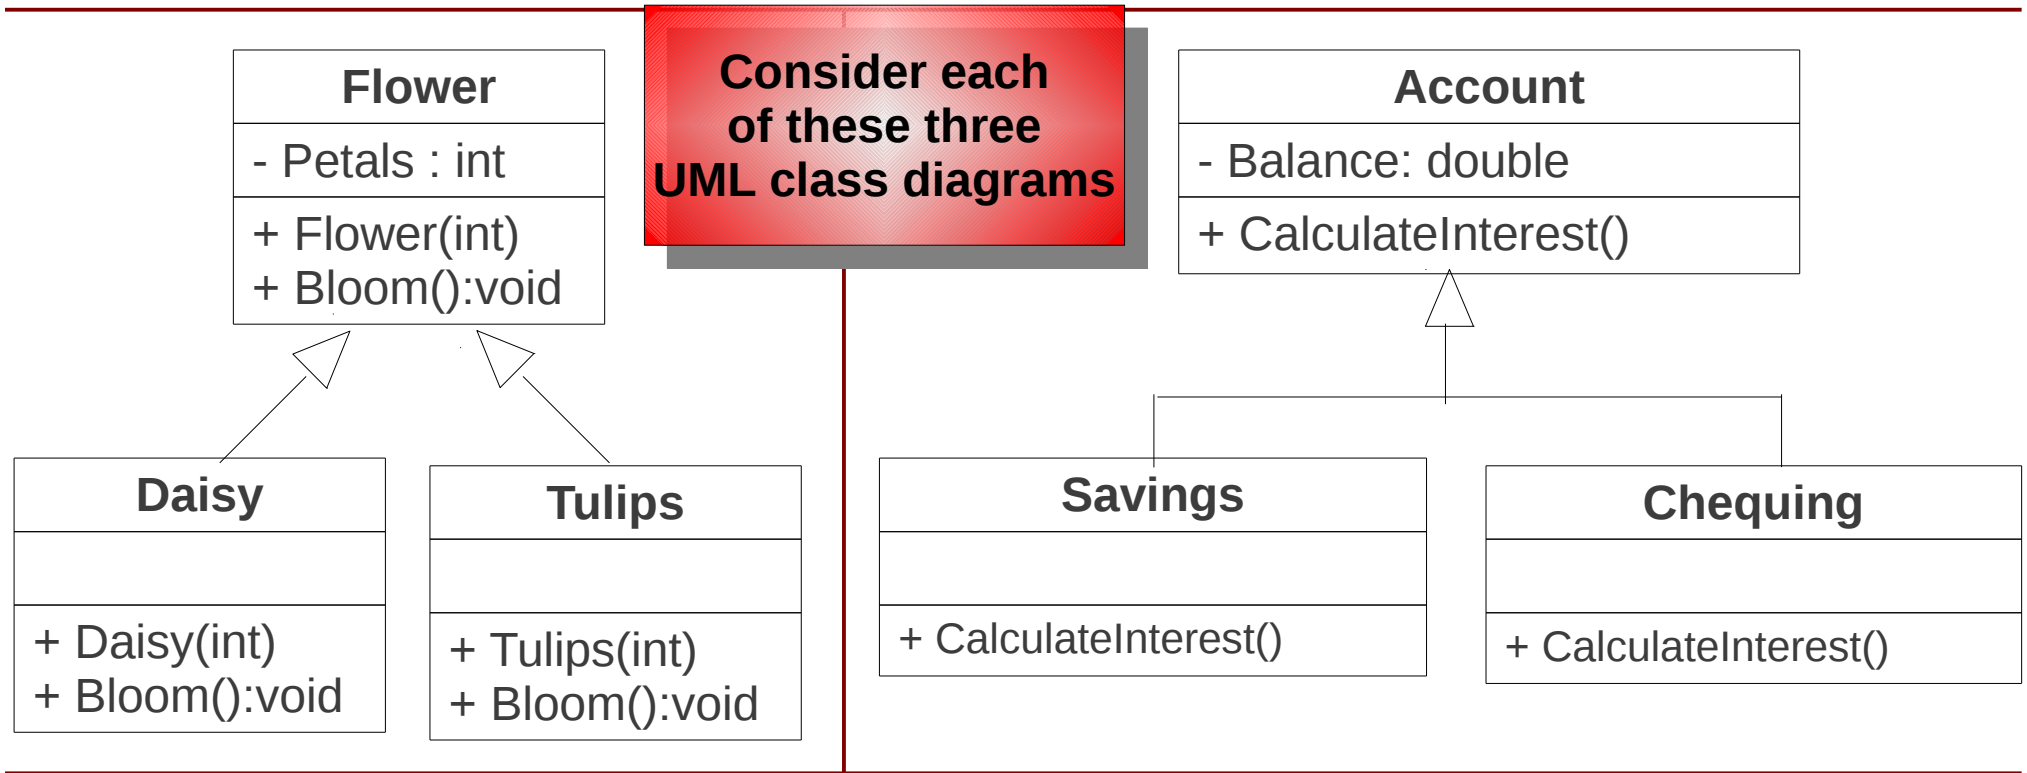 Flower
- Petals : int
+ Flower(int)
+ Bloom():void
Consider each
of these three
UML class diagrams
Account
- Balance: double
+ CalculateInterest()
Daisy
+ Daisy(int)
+ Bloom():void
Tulips
+ Tulips(int)
+ Bloom():void
Savings
+ CalculateInterest()
Chequing
+ CalculateInterest()